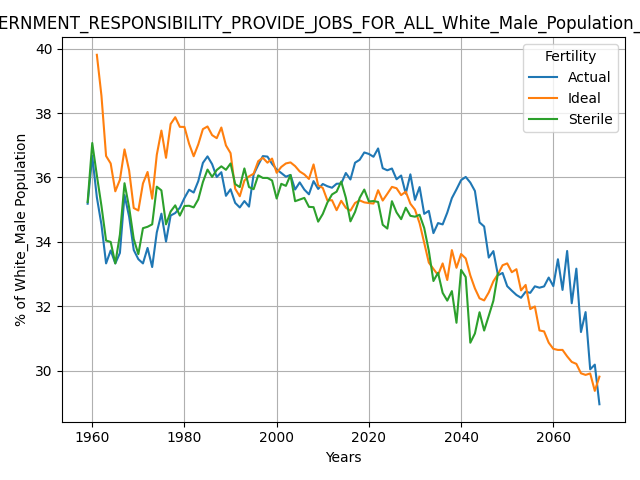 ERNMENT_RESPONSIBILITY_PROVIDE_JOBS_FOR_ALL_White_Male_Population_
Fertility
Actual
Ideal
Sterile
% of White_Male Population
40
38
36
34
32
30
1960
1980
2000
2020
2040
2060
Years